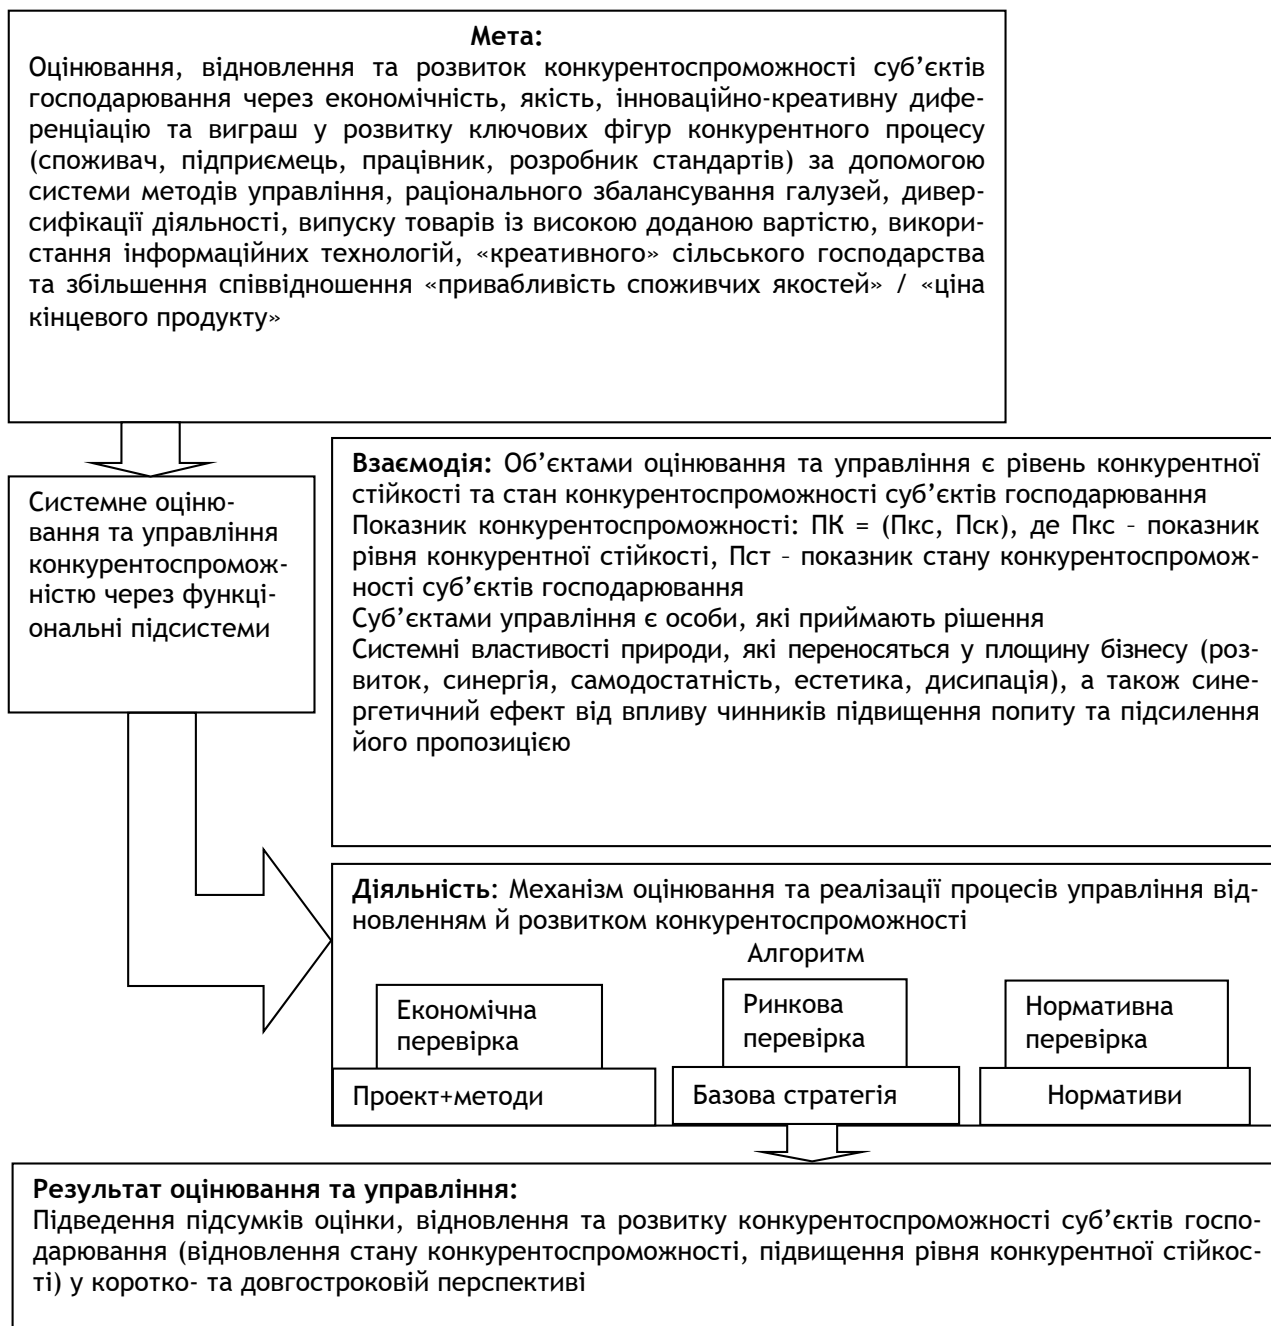 Мета:
Оцінювання, відновлення та розвиток конкурентоспроможності суб’єктів
господарювання через економічність, якість, інноваційно-креативну дифе-
ренціацію та виграш у розвитку ключових фігур конкурентного процесу
(споживач, підприємець, працівник, розробник стандартів) за допомогою
системи методів управління, раціонального збалансування галузей, дивер-
сифікації діяльності, випуску товарів із високою доданою вартістю, викори-
стання інформаційних технологій, «креативного» сільського господарства
та збільшення співвідношення «привабливість споживчих якостей» / «ціна
кінцевого продукту»
Системне оціню-
вання та управління
конкурентоспромож-
ністю через функці-
ональні підсистеми
Взаємодія: Об’єктами оцінювання та управління є рівень конкурентної
стійкості та стан конкурентоспроможності суб’єктів господарювання
Показник конкурентоспроможності: ПК = (Пкс, Пск), де Пкс – показник
рівня конкурентної стійкості, Пст – показник стану конкурентоспромож-
ності суб’єктів господарювання
Суб’єктами управління є особи, які приймають рішення
Системні властивості природи, які переносяться у площину бізнесу (роз-
виток, синергія, самодостатність, естетика, дисипація), а також сине-
ргетичний ефект від впливу чинників підвищення попиту та підсилення
його пропозицією
Діяльність: Механізм оцінювання та реалізації процесів управління від-
новленням й розвитком конкурентоспроможності
Алгоритм
Економічна
перевірка
Ринкова
перевірка
Нормативна
перевірка
Проект+методи
Базова стратегія
Нормативи
Результат оцінювання та управління:
Підведення підсумків оцінки, відновлення та розвитку конкурентоспроможності суб’єктів госпо-
дарювання (відновлення стану конкурентоспроможності, підвищення рівня конкурентної стійкос-
ті) у коротко- та довгостроковій перспективі